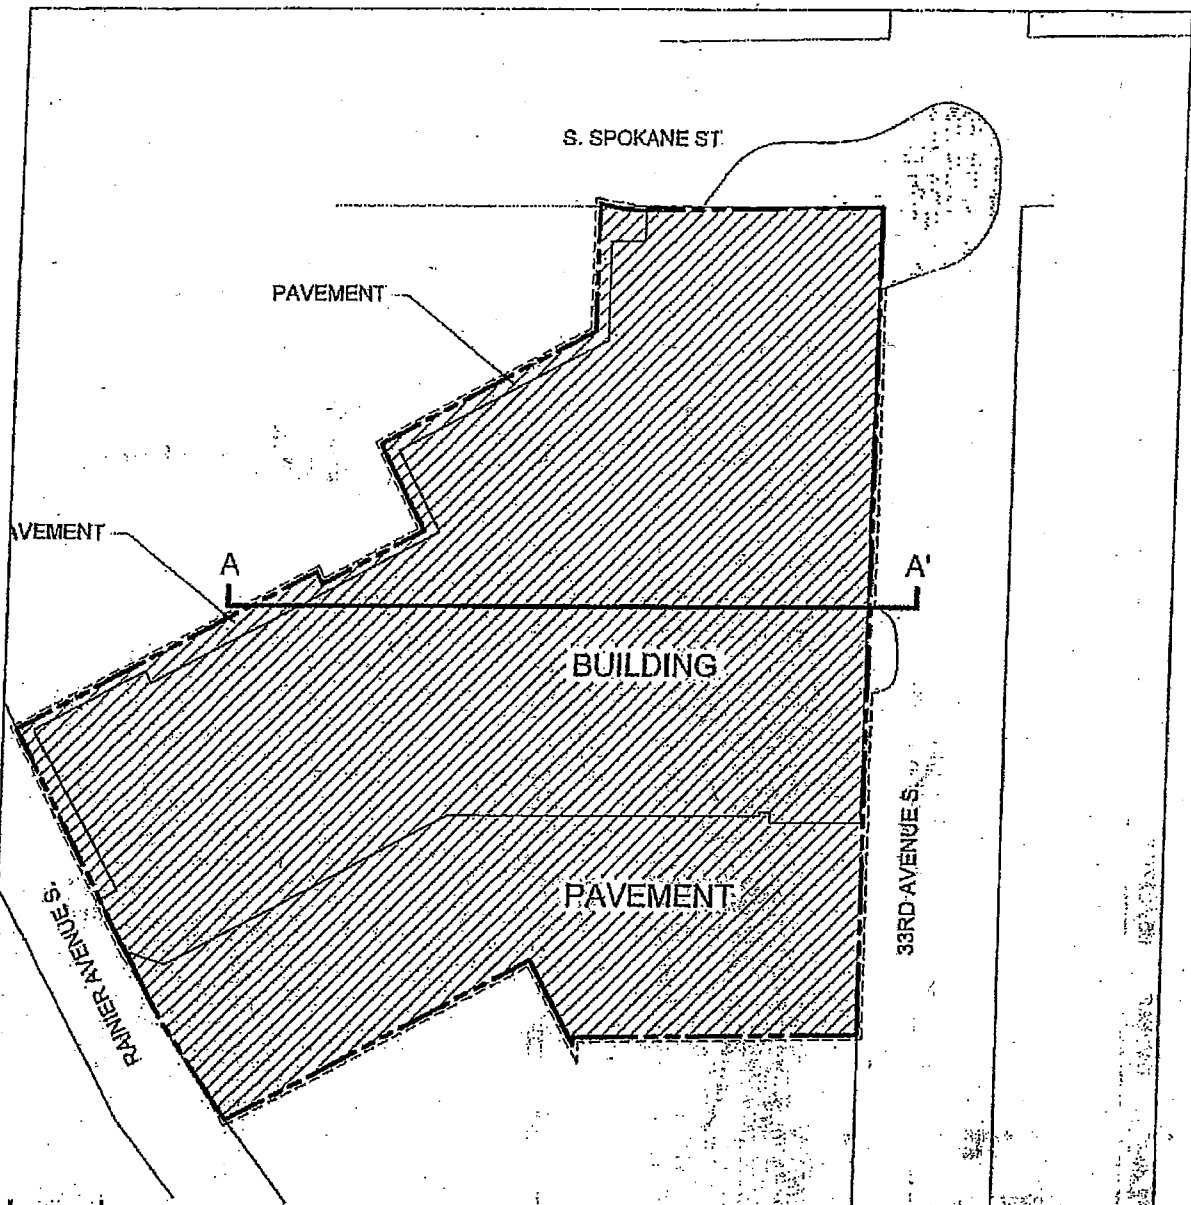 S. SPOKANE ST
PAVEMENT
AVEMENT
A
A'
BUILDING
PAVEMENT
33RD AVENUE S.
RAINIER AVENUE S.